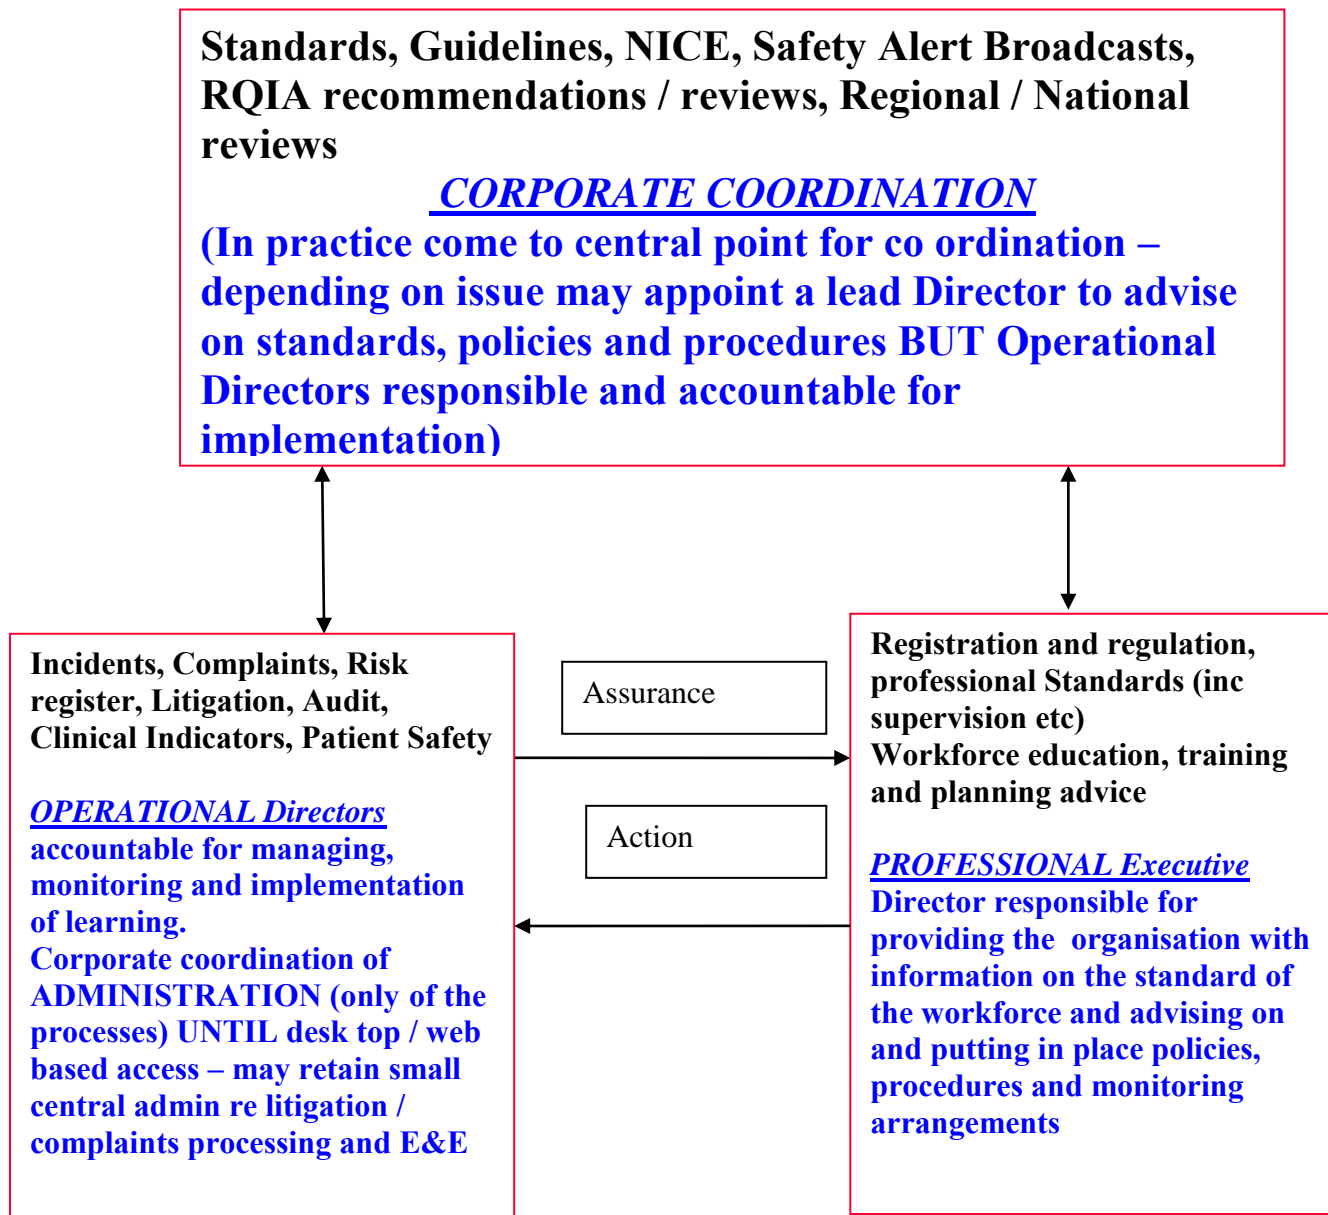 Standards, Guidelines, NICE, Safety Alert Broadcasts,
RQIA recommendations / reviews, Regional / National
reviews
CORPORATE COORDINATION
(In practice come to central point for co ordination –
depending on issue may appoint a lead Director to advise
on standards, policies and procedures BUT Operational
Directors responsible and accountable for
implementation)
Incidents, Complaints, Risk
register, Litigation, Audit,
Clinical Indicators, Patient Safety
OPERATIONAL Directors
accountable for managing,
monitoring and implementation
of learning.
Corporate coordination of
ADMINISTRATION (only of the
processes) UNTIL desk top / web
based access – may retain small
central admin re litigation /
complaints processing and E&E
Assurance
Action
Registration and regulation,
professional Standards (inc
supervision etc)
Workforce education, training
and planning advice
PROFESSIONAL Executive
Director responsible for
providing the  organisation with
information on the standard of
the workforce and advising on
and putting in place policies,
procedures and monitoring
arrangements